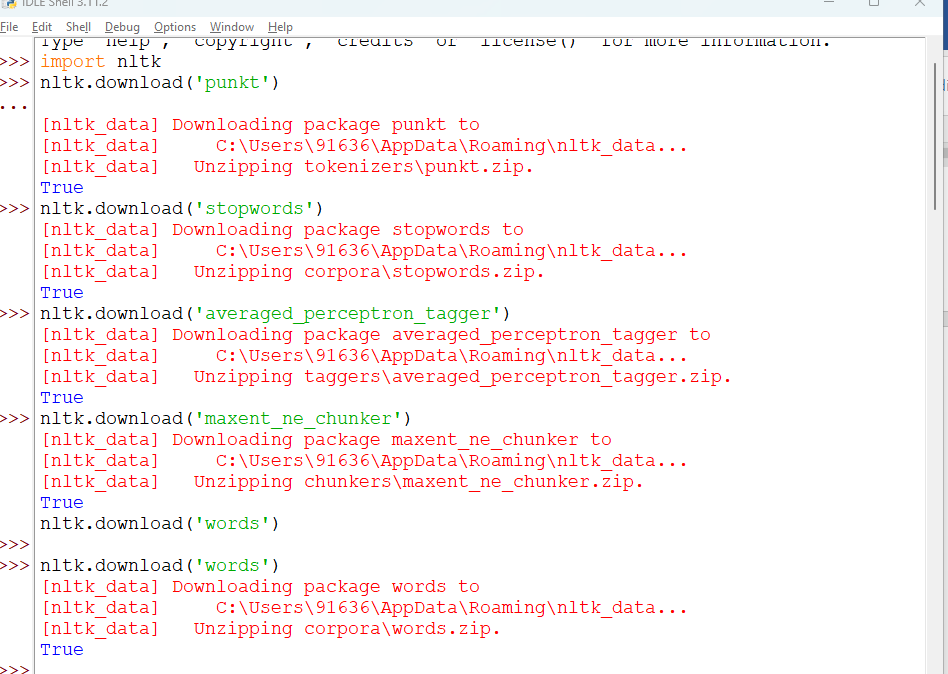 IDLE Shell 3.11.2
File Edit Shell Debug Options Window Help
Type "help", "copyright", "credits" or "license()" for more information.
>>> import nltk
>>> nltk.download('punkt')
...
[nltk_data] Downloading package punkt to
[nltk_data]     C:\Users\91636\AppData\Roaming\nltk_data...
[nltk_data]   Unzipping tokenizers\punkt.zip.
True
>>> nltk.download('stopwords')
[nltk_data] Downloading package stopwords to
[nltk_data]     C:\Users\91636\AppData\Roaming\nltk_data...
[nltk_data]   Unzipping corpora\stopwords.zip.
True
>>> nltk.download('averaged_perceptron_tagger')
[nltk_data] Downloading package averaged_perceptron_tagger to
[nltk_data]     C:\Users\91636\AppData\Roaming\nltk_data...
[nltk_data]   Unzipping taggers\averaged_perceptron_tagger.zip.
True
>>> nltk.download('maxent_ne_chunker')
[nltk_data] Downloading package maxent_ne_chunker to
[nltk_data]     C:\Users\91636\AppData\Roaming\nltk_data...
[nltk_data]   Unzipping chunkers\maxent_ne_chunker.zip.
True
nltk.download('words')
>>>
>>> nltk.download('words')
[nltk_data] Downloading package words to
[nltk_data]     C:\Users\91636\AppData\Roaming\nltk_data...
[nltk_data]   Unzipping corpora\words.zip.
True
>>>